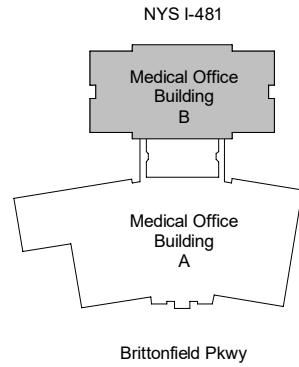 NYS I-481
Medical Office
Building
B
Medical Office
Building
A
Brittonfield Pkwy